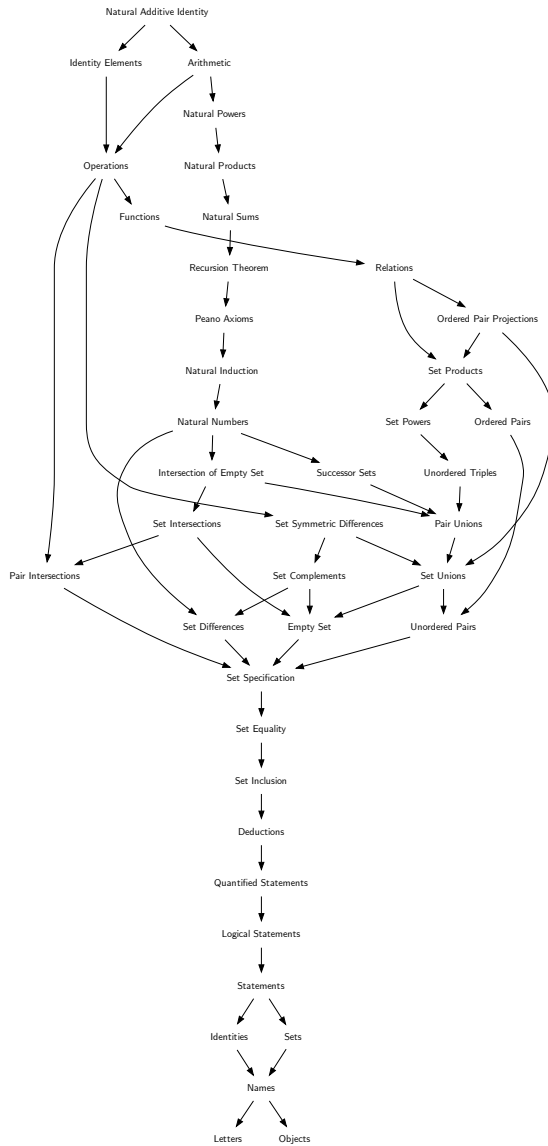 Natural Additive Identity
Identity Elements
Arithmetic
Natural Powers
Operations
Natural Products
Functions
Natural Sums
Recursion Theorem
Relations
Peano Axioms
Ordered Pair Projections
Natural Induction
Set Products
Natural Numbers
Set Powers
Ordered Pairs
Intersection of Empty Set
Successor Sets
Unordered Triples
Set Intersections
Set Symmetric Differences
Pair Unions
Pair Intersections
Set Complements
Set Unions
Set Differences
Empty Set
Unordered Pairs
Set Specification
Set Equality
Set Inclusion
Deductions
Quantified Statements
Logical Statements
Statements
Identities
Sets
Names
Letters
Objects